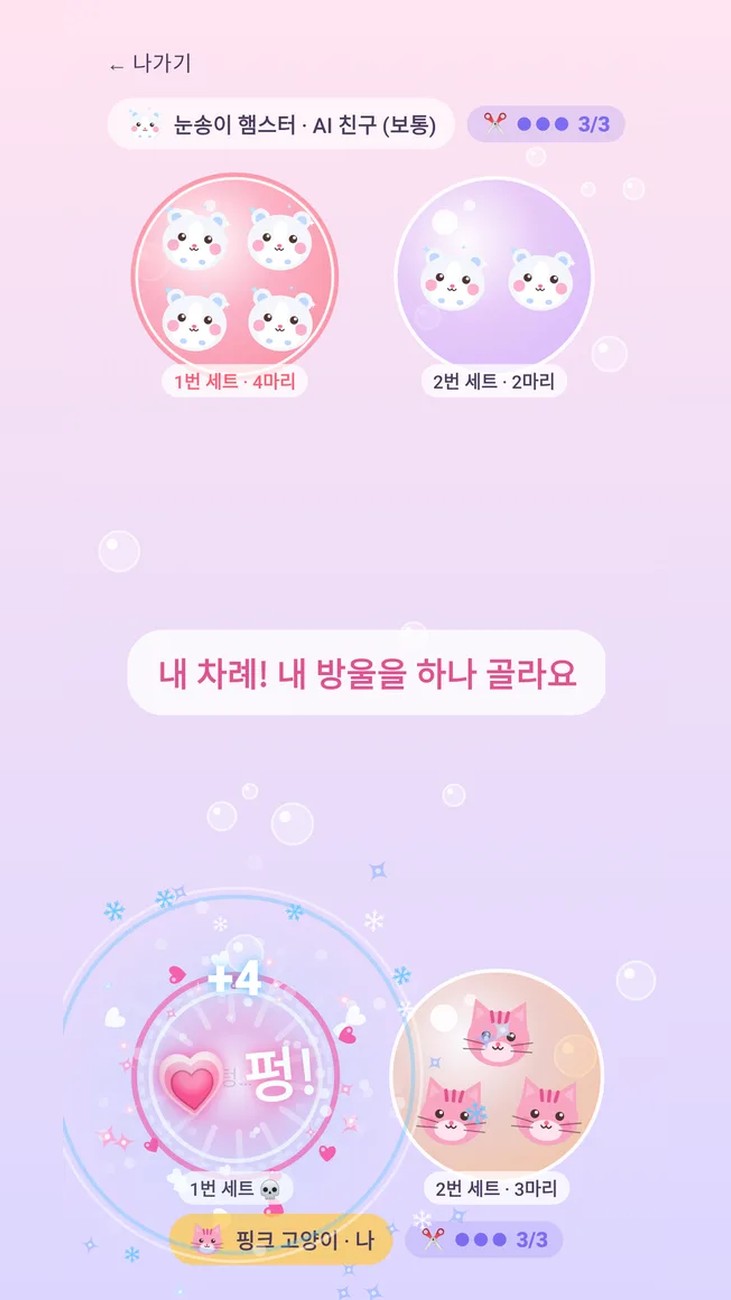 ← 나가기
눈송이 햄스터 · AI 친구 (보통)
3/3
1번 세트 · 4마리
2번 세트 · 2마리
내 차례! 내 방울을 하나 골라요
+4
펑!
1번 세트 💀
2번 세트 · 3마리
핑크 고양이 · 나
3/3